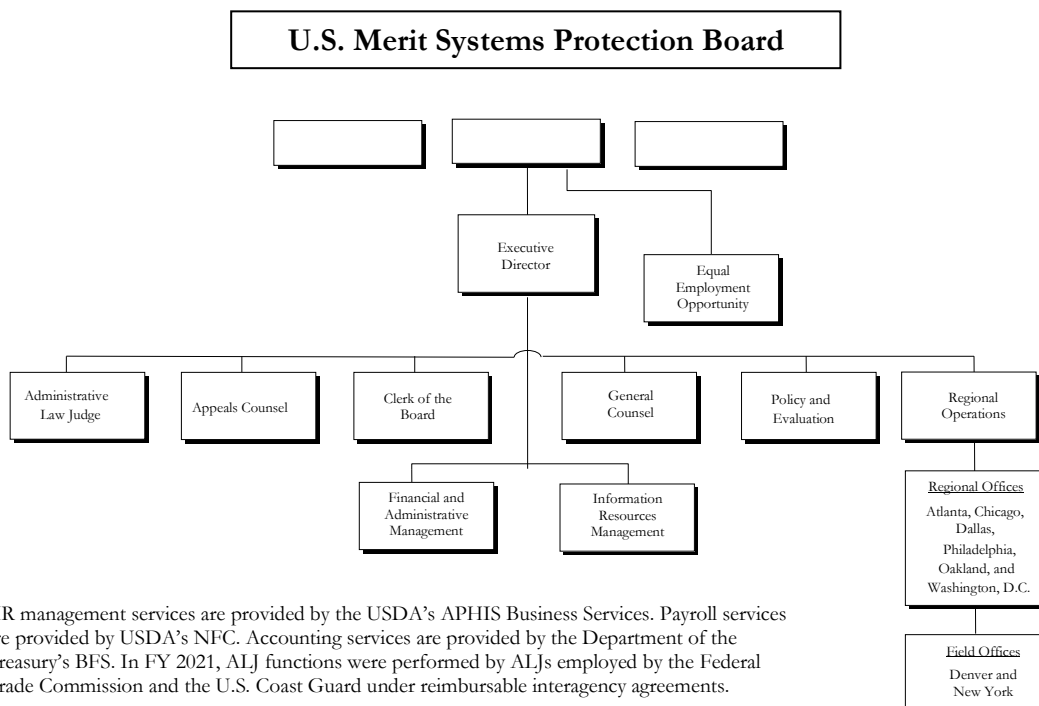 U.S. Merit Systems Protection Board
Executive
Director
Equal
Employment
Opportunity
Administrative
Law Judge
Appeals Counsel
Clerk of the
Board
General
Counsel
Policy and
Evaluation
Regional
Operations
Financial and
Administrative
Management
Information
Resources
Management
Regional Offices
Atlanta, Chicago,
Dallas,
Philadelphia,
Oakland, and
Washington, D.C.
Field Offices
Denver and
New York
R management services are provided by the USDA’s APHIS Business Services. Payroll services
re provided by USDA’s NFC. Accounting services are provided by the Department of the
reasury’s BFS. In FY 2021, ALJ functions were performed by ALJs employed by the Federal
rade Commission and the U.S. Coast Guard under reimbursable interagency agreements.